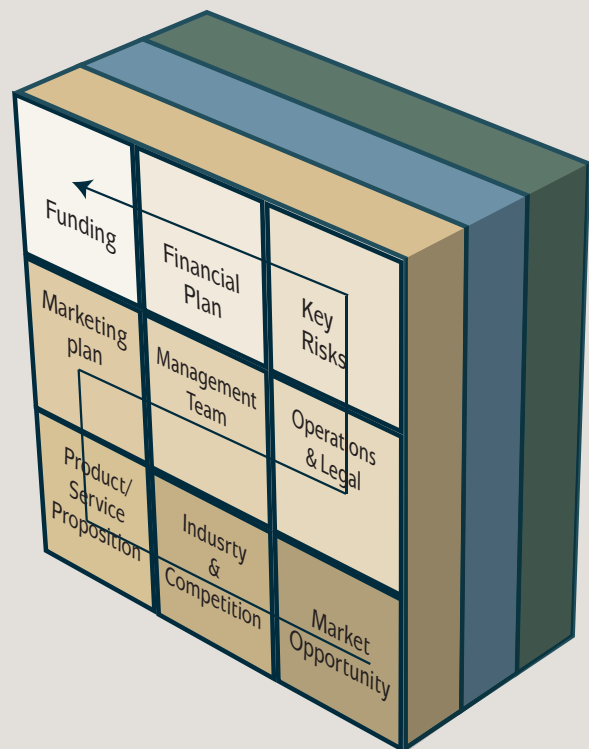 Funding
Financial
Plan
Key
Risks
Marketing
plan
Management
Team
Operations
& Legal
Product/
Service
Proposition
Indusrty
&
Competition
Market
Opportunity